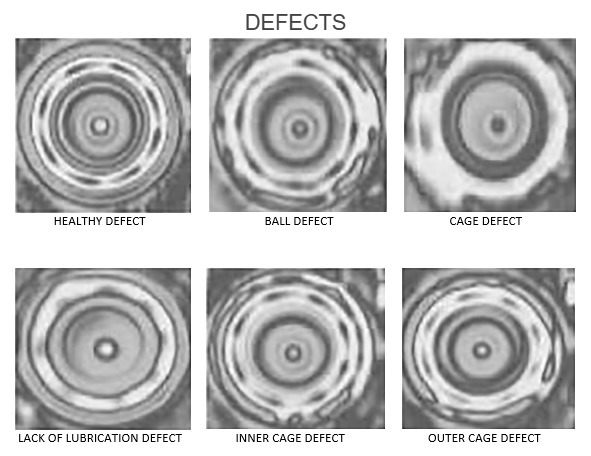 DEFECTS
HEALTHY DEFECT
BALL DEFECT
CAGE DEFECT
LACK OF LUBRICATION DEFECT
INNER CAGE DEFECT
OUTER CAGE DEFECT